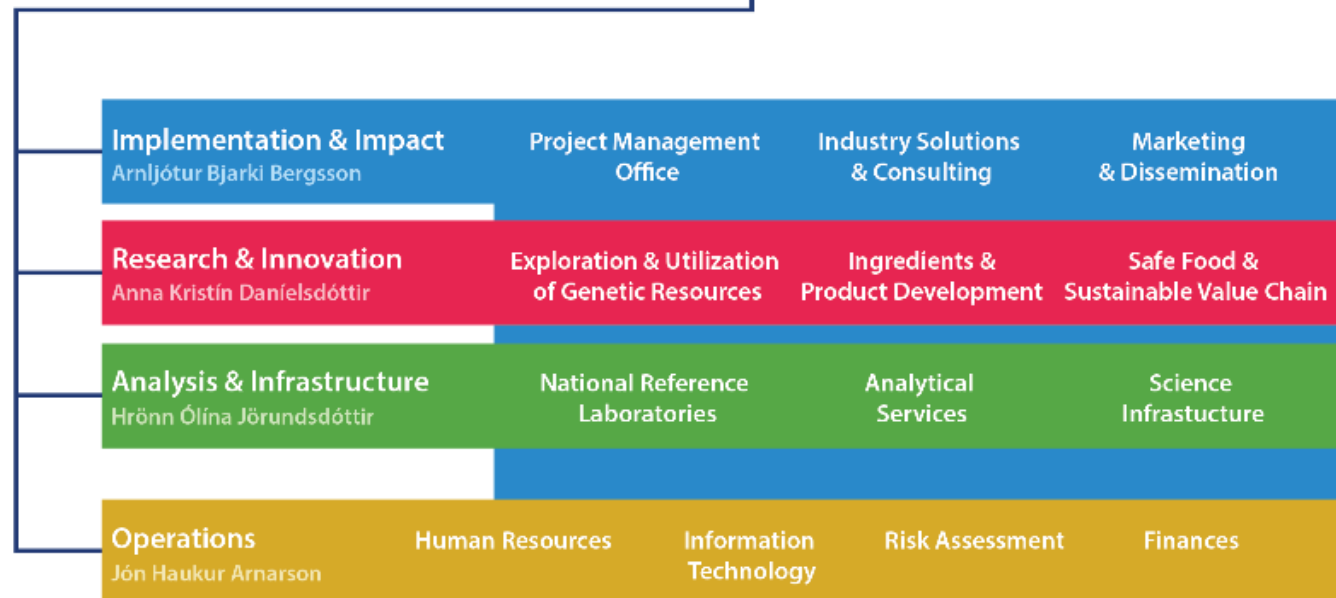 Implementation & Impact
Arnljótur Bjarki Bergsson
Project Management
Office
Industry Solutions
& Consulting
Marketing
& Dissemination
Research & Innovation
Anna Kristín Daníelsdóttir
Exploration & Utilization
of Genetic Resources
Ingredients &
Product Development
Safe Food &
Sustainable Value Chain
Analysis & Infrastructure
Hrönn Ólína Jörundsdóttir
National Reference
Laboratories
Analytical
Services
Science
Infrastucture
Operations
Jón Haukur Arnarson
Human Resources
Information
Technology
Risk Assessment
Finances